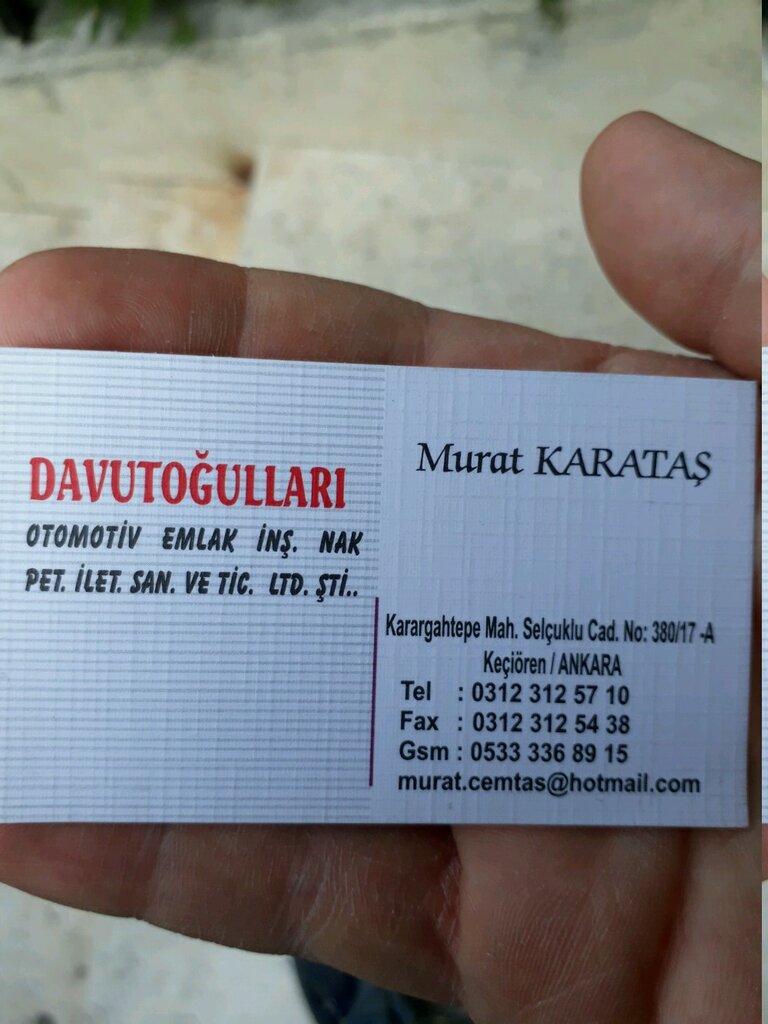 DAVUTOĞULLARI
OTOMOTİV EMLAK İNŞ. NAK
PET. İLET. SAN. VE TİC. LTD. ŞTİ..
Murat KARATAŞ
Karargahtepe Mah. Selçuklu Cad. No: 380/17 -A
Keçiören / ANKARA
Tel : 0312 312 57 10
Fax : 0312 312 54 38
Gsm : 0533 336 89 15
murat.cemtas@hotmail.com